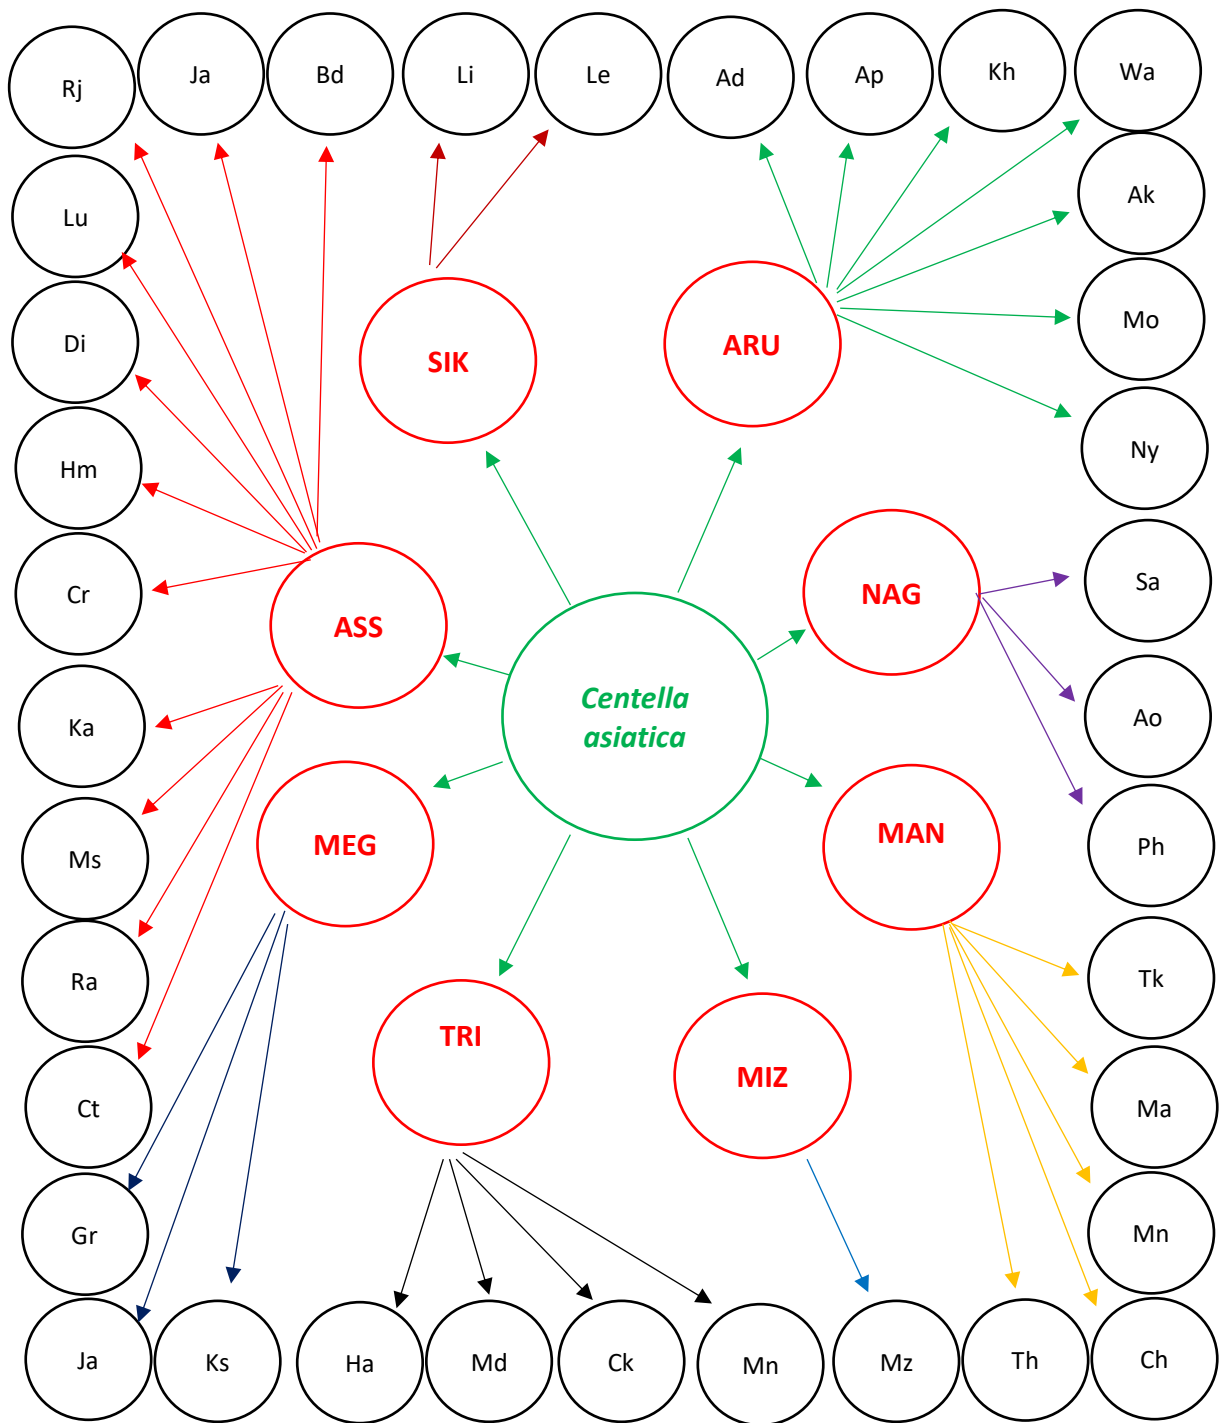 Rj
Ja
Bd
Li
Le
Ad
Ap
Kh
Wa
Lu
Ak
Di
Mo
SIK
ARU
Hm
Ny
Cr
ASS
NAG
Sa
Ka
Centella
asiatica
Ao
Ms
MEG
MAN
Ph
Ra
TRI
MIZ
Tk
Ct
Ma
Gr
Mn
Ja
Ks
Ha
Md
Ck
Mn
Mz
Th
Ch